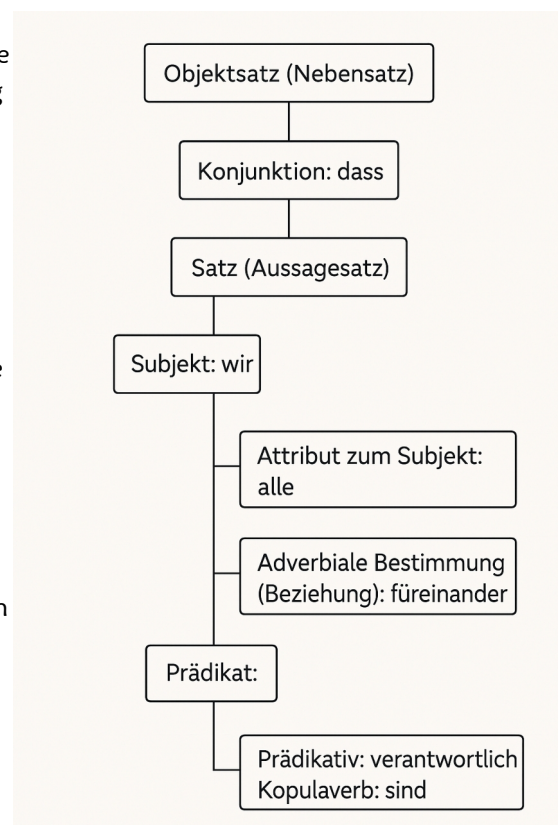 e
g
Objektsatz (Nebensatz)
Konjunktion: dass
Satz (Aussagesatz)
Subjekt: wir
e
Attribut zum Subjekt:
alle
Adverbiale Bestimmung
(Beziehung): füreinander
n
Prädikat:
Prädikativ: verantwortlich
Kopulaverb: sind